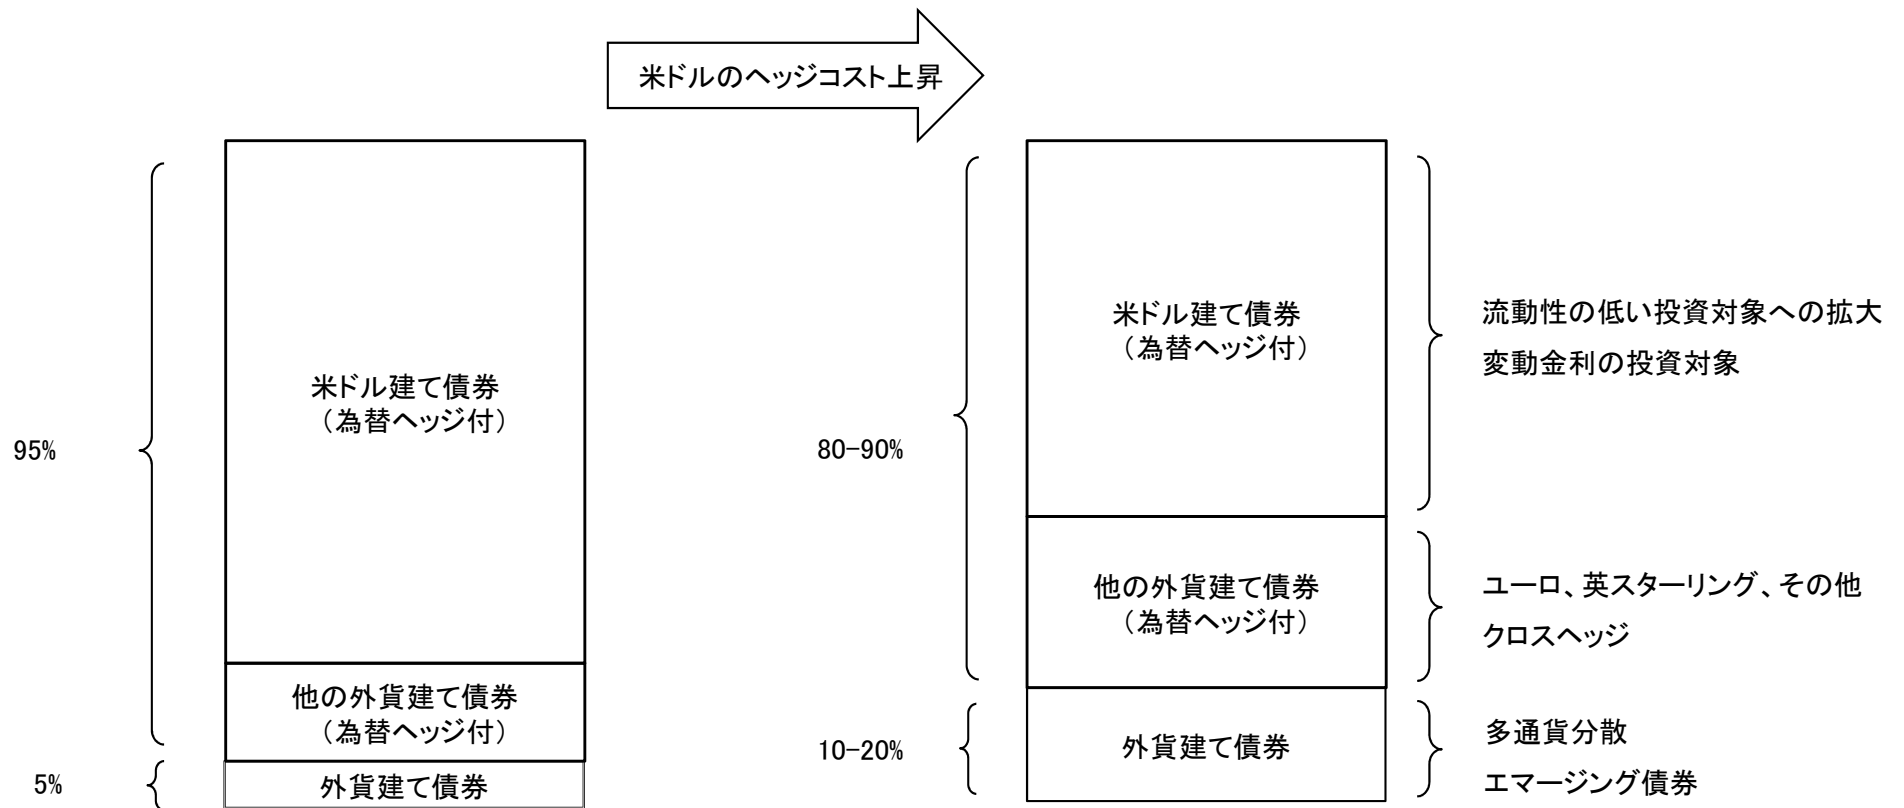 米ドルのヘッジコスト上昇
95%
米ドル建て債券
（為替ヘッジ付）
他の外貨建て債券
（為替ヘッジ付）
5%
外貨建て債券
80-90%
米ドル建て債券
（為替ヘッジ付）
流動性の低い投資対象への拡大
変動金利の投資対象
他の外貨建て債券
（為替ヘッジ付）
ユーロ、英スターリング、その他
クロスヘッジ
10-20%
外貨建て債券
多通貨分散
エマージング債券